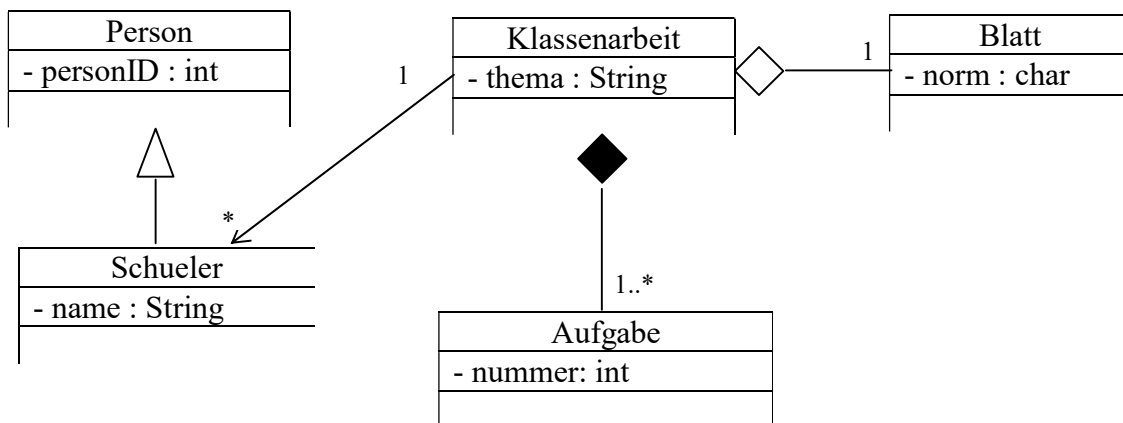 Person
- personID : int
Klassenarbeit
- thema : String
Blatt
- norm : char
1
1
*
Schueler
- name : String
1..*
Aufgabe
- nummer: int